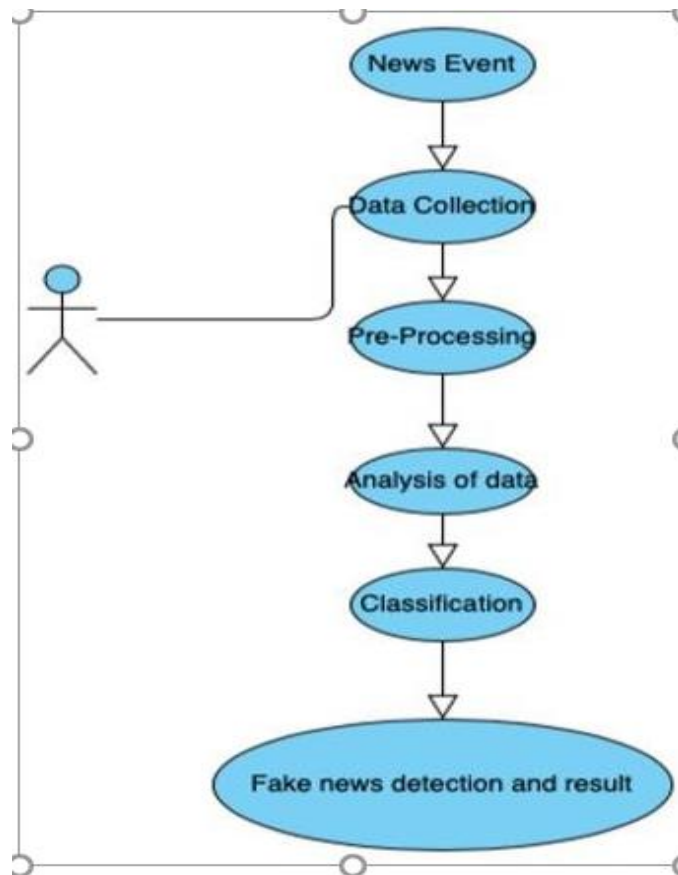 News Event
Data Collection
Pre-Processing
Analysis of data
Classification
Fake news detection and result